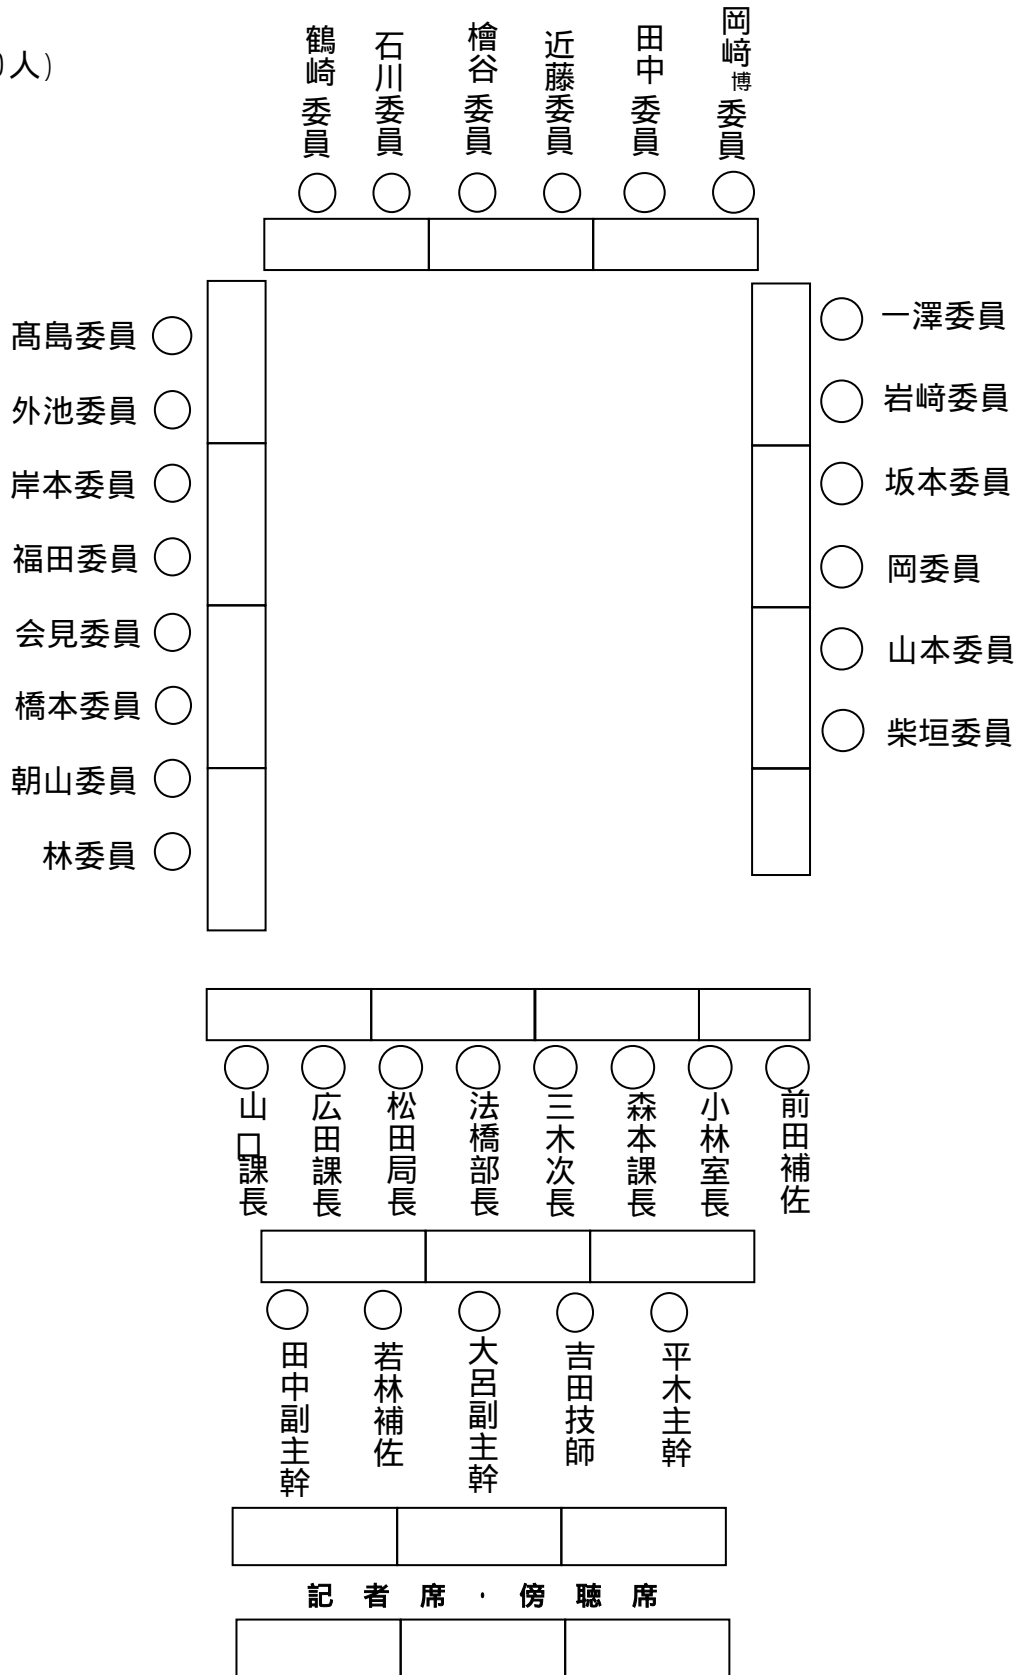 人)
鶴崎委員
石川委員
檜谷委員
近藤委員
田中委員
岡﨑博委員
髙島委員
外池委員
岸本委員
福田委員
会見委員
橋本委員
朝山委員
林委員
一澤委員
岩﨑委員
坂本委員
岡委員
山本委員
柴垣委員
山口課長
広田課長
松田局長
法橋部長
三木次長
森本課長
小林室長
前田補佐
田中副主幹
若林補佐
大呂副主幹
吉田技師
平木主幹
記者席・傍聴席